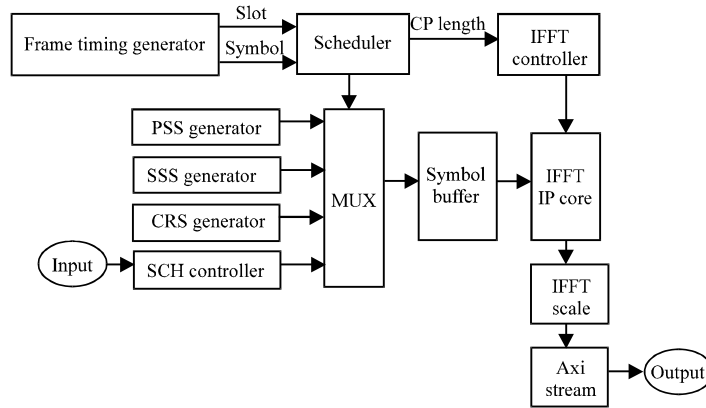 Slot
CP length
Frame timing generator
Symbol
Scheduler
IFFT
controller
PSS generator
SSS generator
CRS generator
SCH controller
Input
MUX
Symbol
buffer
IFFT
IP core
IFFT
scale
Axi
stream
Output